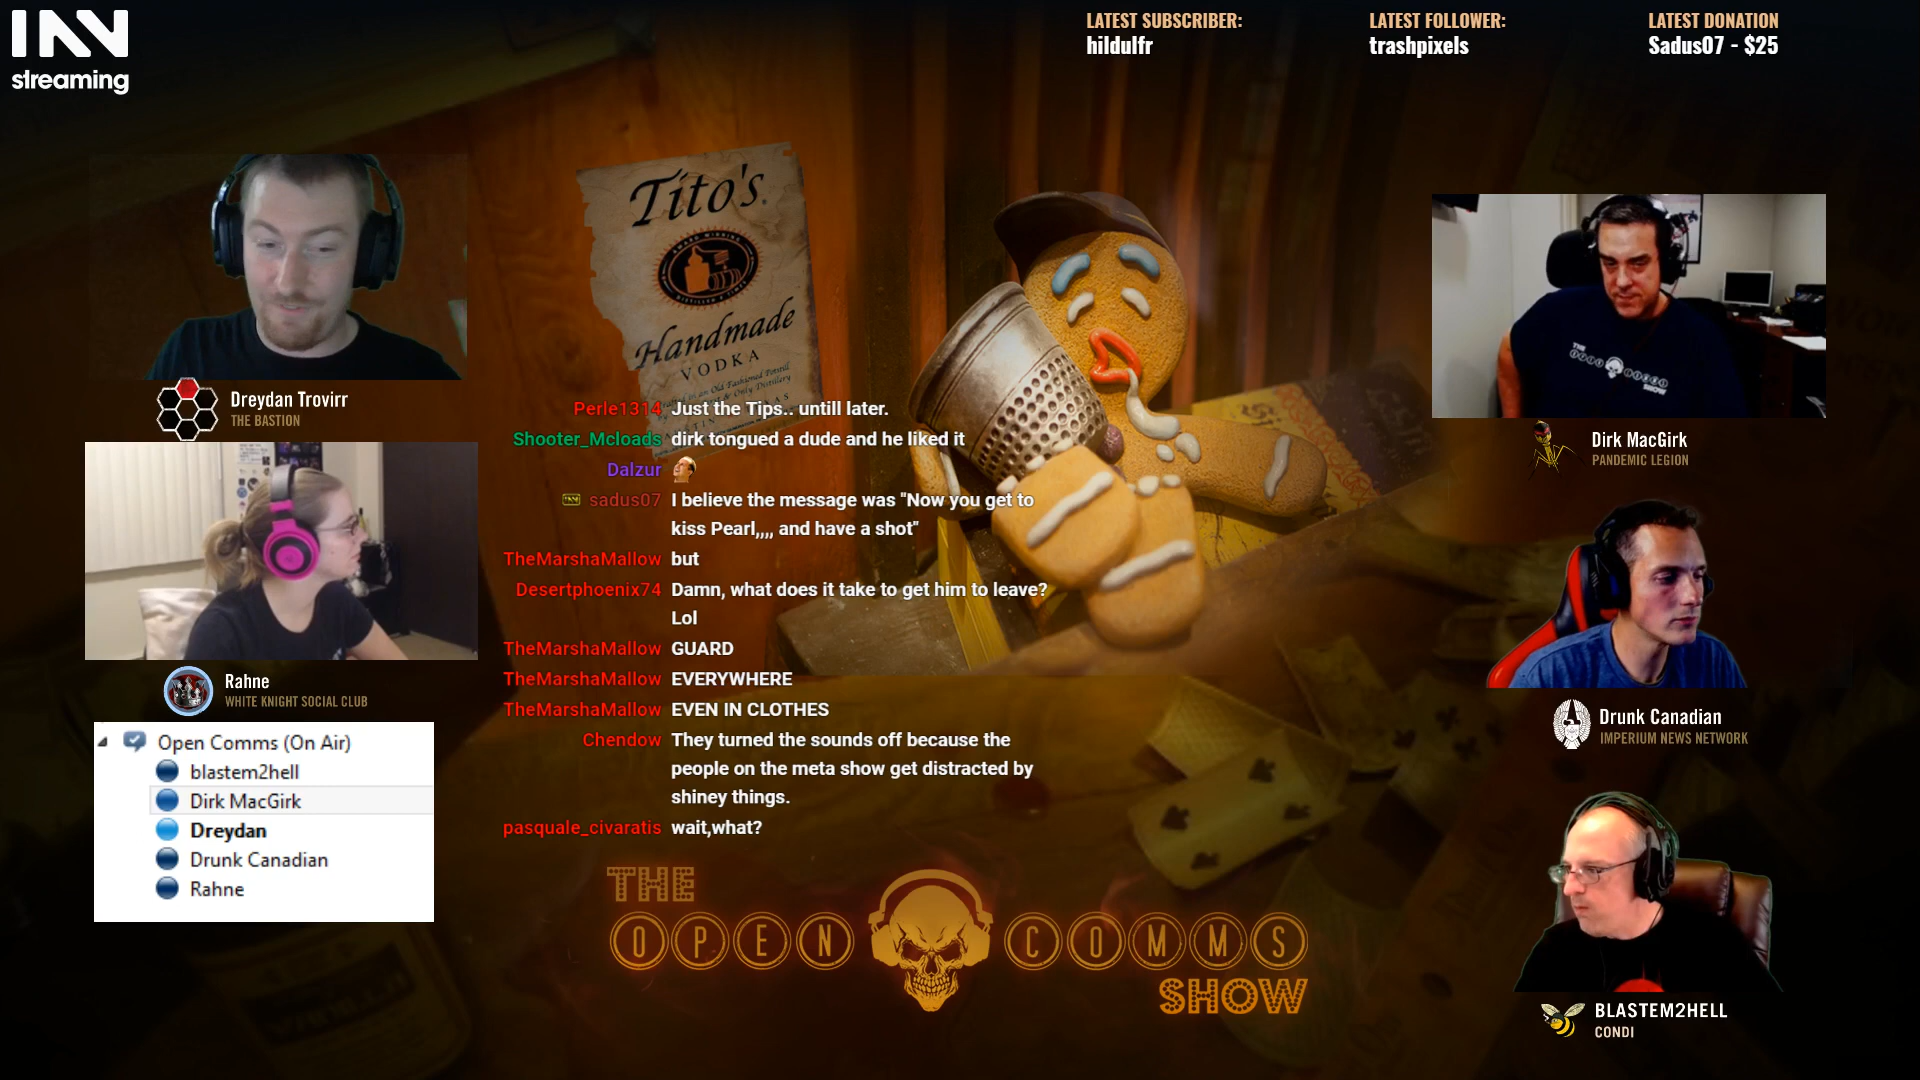 INN
streaming
LATEST SUBSCRIBER:
hildulfr
LATEST FOLLOWER:
trashpixels
LATEST DONATION
Sadus07 - $25
Tito's
Handmade
VODKA
Dreydan Trovirr
THE BASTION
Rahne
WHITE KNIGHT SOCIAL CLUB
Open Comms (On Air)
blastem2hell
Dirk MacGirk
Dreydan
Drunk Canadian
Rahne
Perle1314 Just the Tips.. untill later.
Shooter_Mcloads dirk tongued a dude and he liked it
Dalzur
sadus07 I believe the message was "Now you get to
kiss Pearl,,,, and have a shot"
TheMarshaMallow but
Desertphoenix74 Damn, what does it take to get him to leave?
Lol
TheMarshaMallow GUARD
TheMarshaMallow EVERYWHERE
TheMarshaMallow EVEN IN CLOTHES
Chendow They turned the sounds off because the
people on the meta show get distracted by
shiney things.
pasquale_civaratis wait,what?
THE
OPEN COMMS
SHOW
Dirk MacGirk
PANDEMIC LEGION
Drunk Canadian
IMPERIUM NEWS NETWORK
BLASTEM2HELL
CONDI